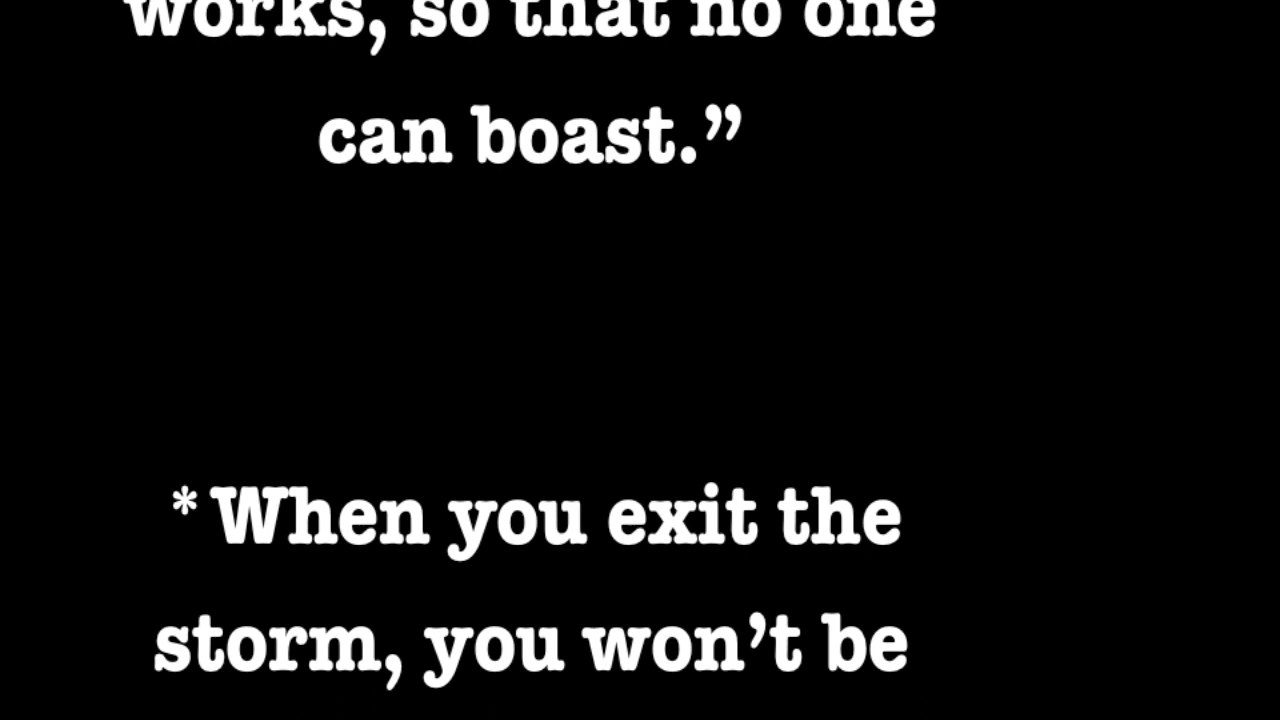 works, so that no one
can boast.”
* When you exit the
storm, you won’t be